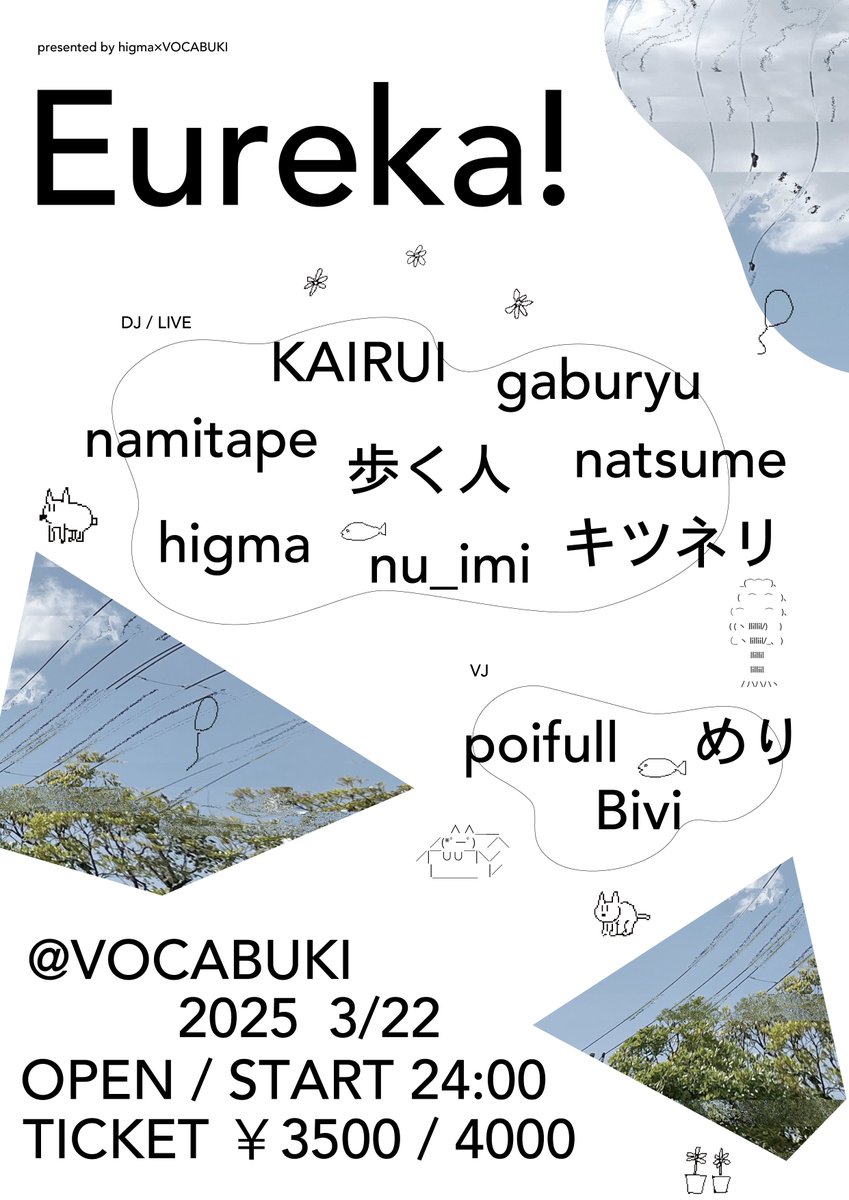 presented by higma×VOCABUKI
Eureka!
DJ / LIVE
KAIRUI
gaburyu
namitape
歩く人
natsume
higma
nu_imi
キツネリ
VJ
poifull
めり
Bivi
@VOCABUKI
2025 3/22
OPEN / START 24:00
TICKET ¥3500 / 4000